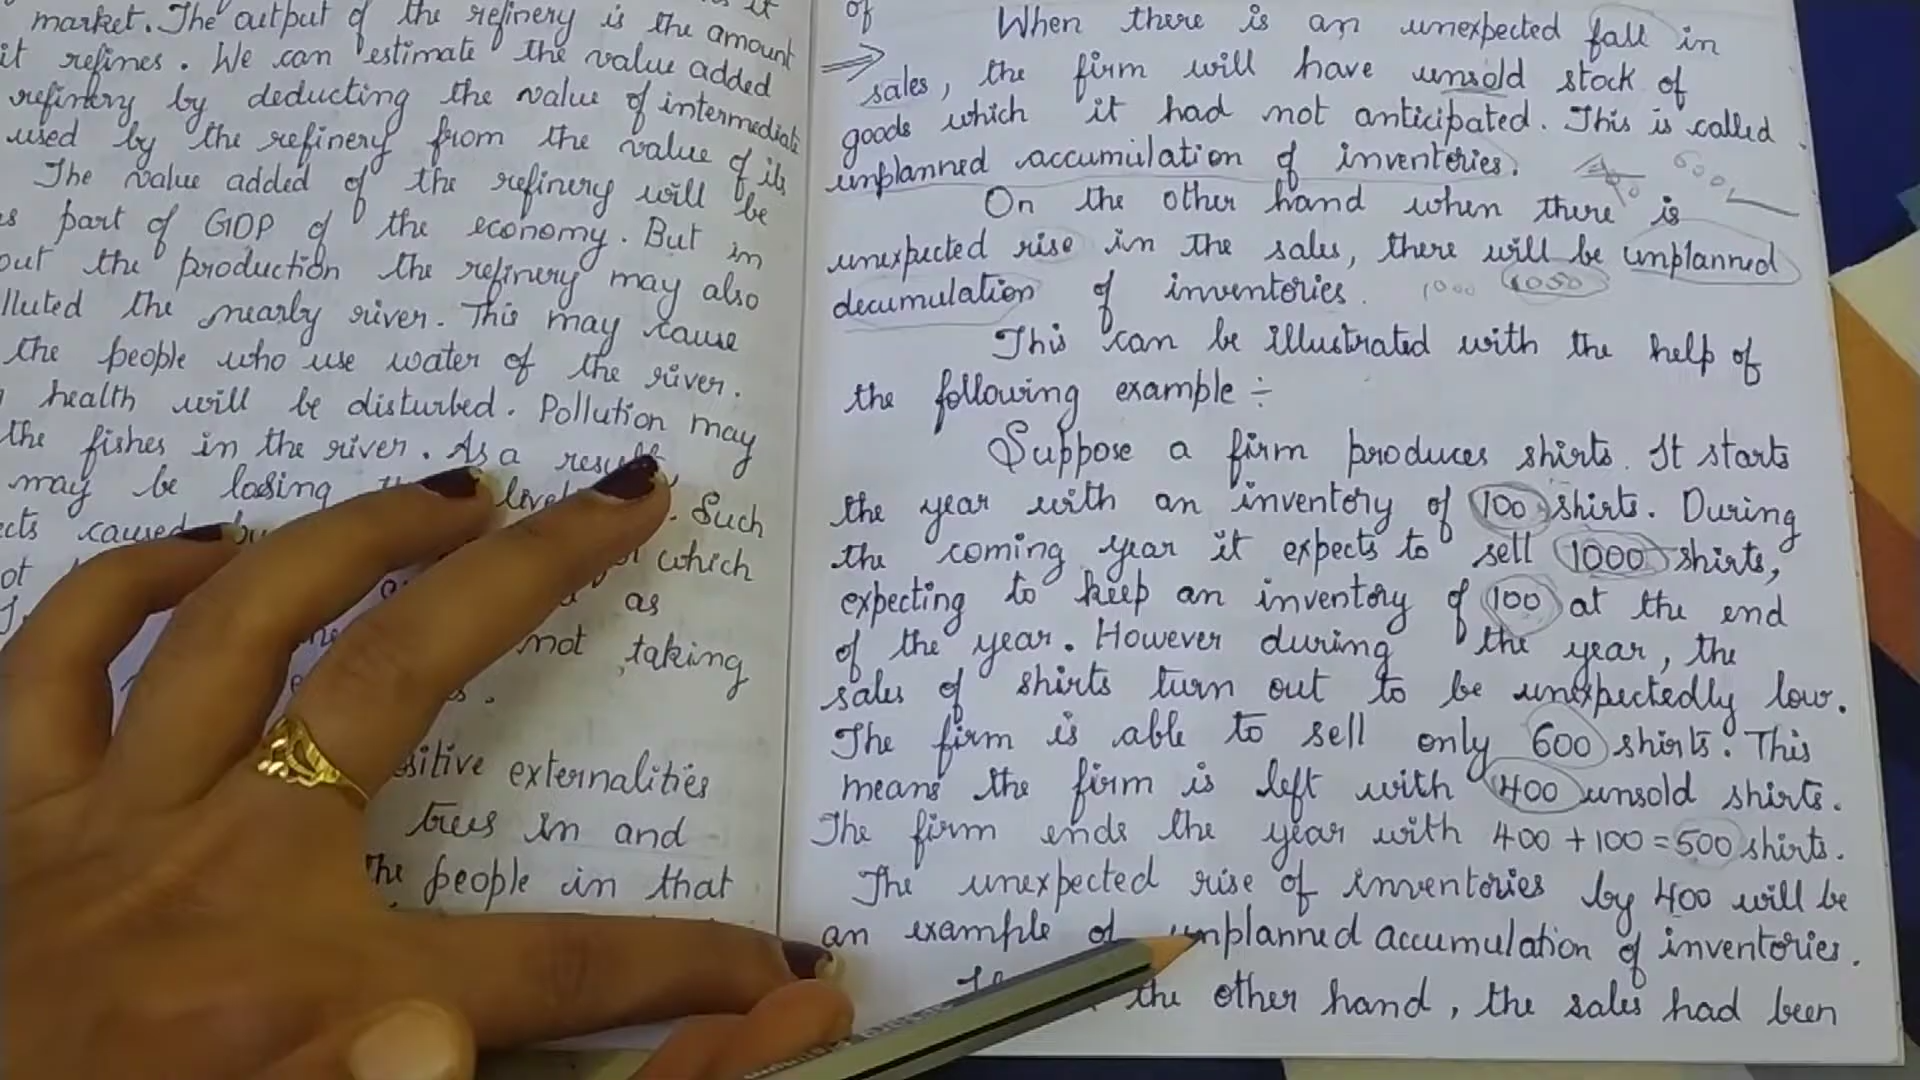 market. The output of the refinery is the amount
it refines. We can estimate the value added
refinery by deducting the value of intermediate
used by the refinery from the value of its
The value added of the refinery will be
part of GDP of the economy. But in
out the production the refinery may also
lluted the nearly river. This may cause
the people who use water of the river.
health will be disturbed. Pollution may
the fishes in the river. As a result,
may be losing Such
cts caused which
as
not taking
sitive externalities
trees in and
The people in that
of
When there is an unexpected fall in
sales, the firm will have unsold stock of
goods which it had not anticipated. This is called
unplanned accumulation of inventories.
On the other hand when there is
unexpected rise in the sales, there will be unplanned
decumulation of inventories. 1000 1050
This can be illustrated with the help of
the following example ÷
Suppose a firm produces shirts. It starts
the year with an inventory of 100 shirts. During
the coming year it expects to sell 1000 shirts,
expecting to keep an inventory of 100 at the end
of the year. However during the year, the
sales of shirts turn out to be unexpectedly low.
The firm is able to sell only 600 shirts. This
means the firm is left with 400 unsold shirts.
The firm ends the year with 400 + 100 = 500 shirts.
The unexpected rise of inventories by 400 will be
an example of unplanned accumulation of inventories.
the other hand, the sales had been